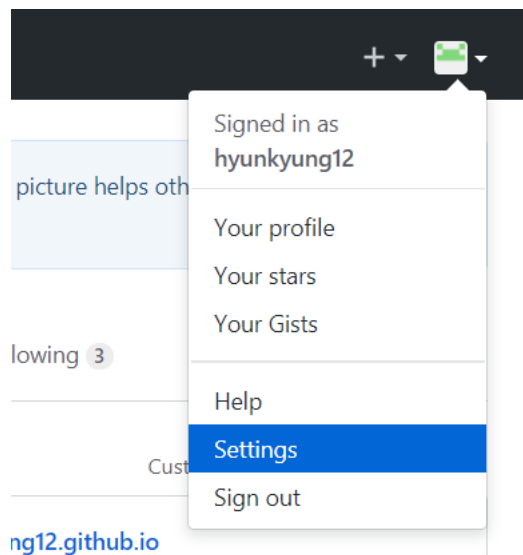 Signed in as
hyunkyung12
picture helps oth
Your profile
Your stars
Your Gists
lowing 3
Help
Settings
Cust
Sign out
ng12.github.io